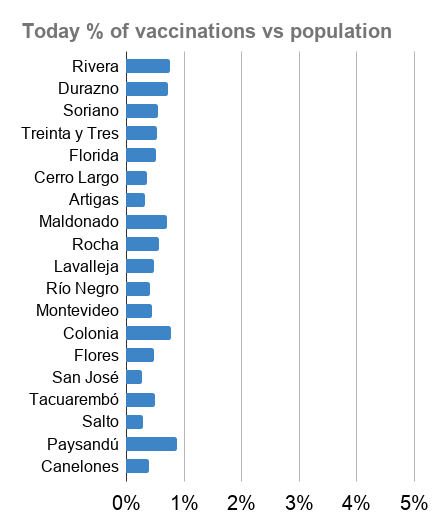 Today % of vaccinations vs population
Rivera
Durazno
Soriano
Treinta y Tres
Florida
Cerro Largo
Artigas
Maldonado
Rocha
Lavalleja
Río Negro
Montevideo
Colonia
Flores
San José
Tacuarembó
Salto
Paysandú
Canelones
0% 1% 2% 3% 4% 5%